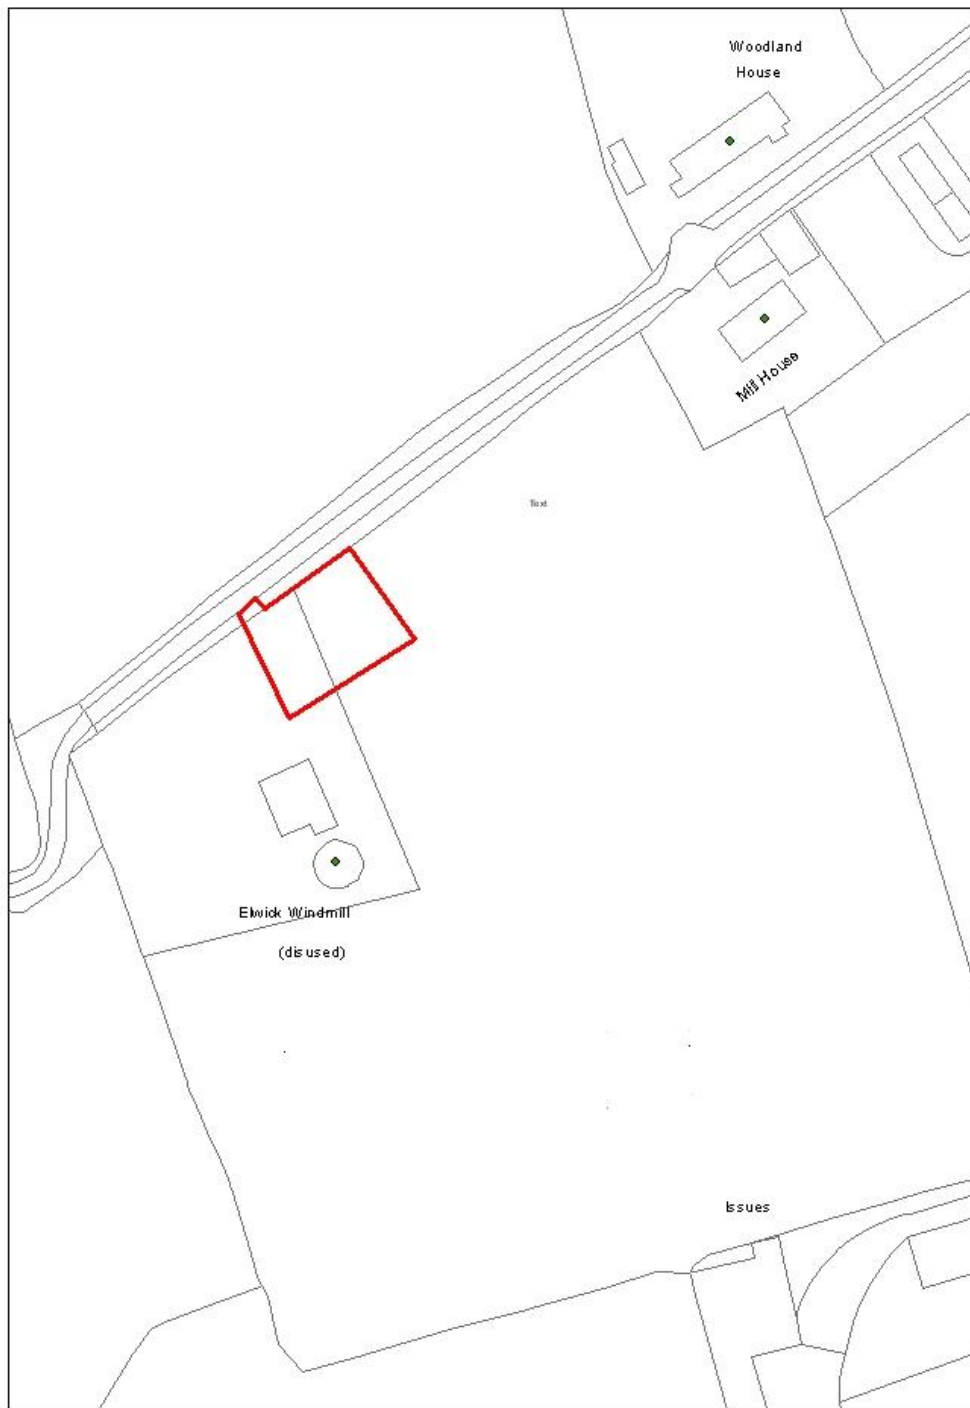 Woodland
House
Mill House
Text
Elwick Windmill
(disused)
Issues